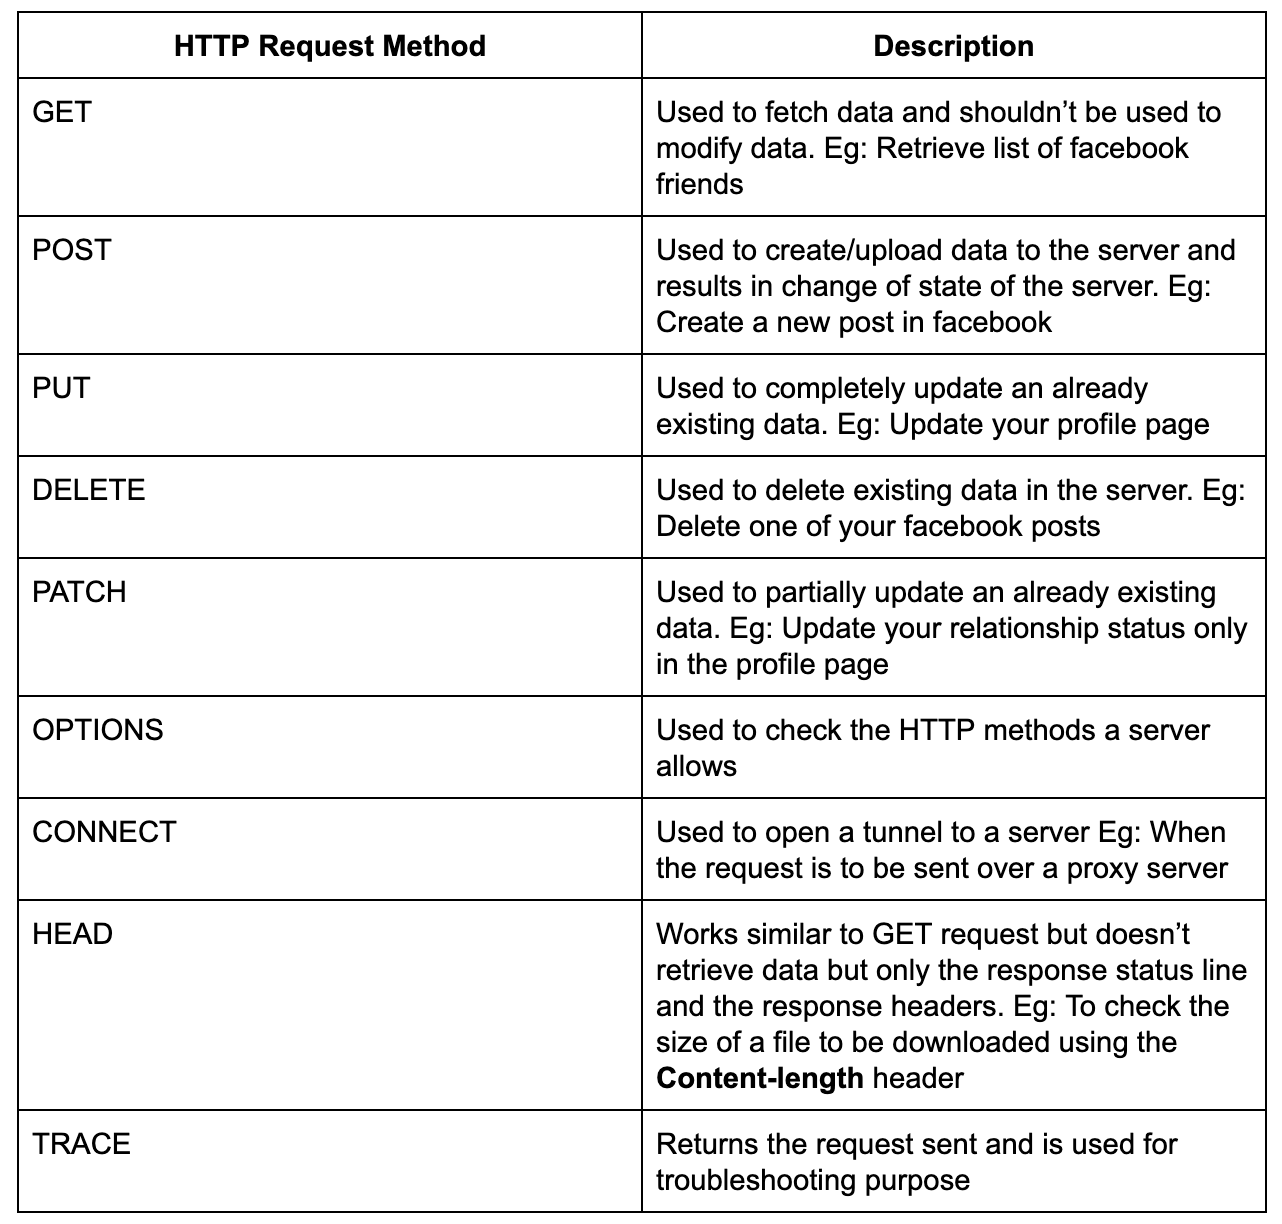 HTTP Request Method
Description
GET
Used to fetch data and shouldn’t be used to
modify data. Eg: Retrieve list of facebook
friends
POST
Used to create/upload data to the server and
results in change of state of the server. Eg:
Create a new post in facebook
PUT
Used to completely update an already
existing data. Eg: Update your profile page
DELETE
Used to delete existing data in the server. Eg:
Delete one of your facebook posts
PATCH
Used to partially update an already existing
data. Eg: Update your relationship status only
in the profile page
OPTIONS
Used to check the HTTP methods a server
allows
CONNECT
Used to open a tunnel to a server Eg: When
the request is to be sent over a proxy server
HEAD
Works similar to GET request but doesn’t
retrieve data but only the response status line
and the response headers. Eg: To check the
size of a file to be downloaded using the
Content-length header
TRACE
Returns the request sent and is used for
troubleshooting purpose